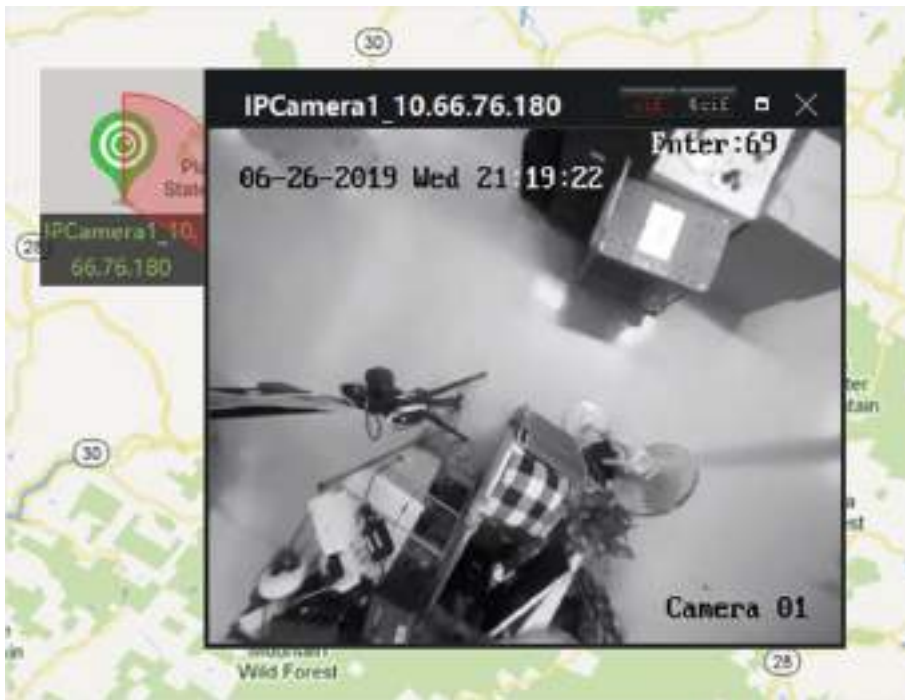 30
IPCamera1_10.66.76.180
Enter:69
06-26-2019 Wed 21:19:22
State
IPCamera1_10.
66.76.180
28
30
Camera 01
Wild Forest
28